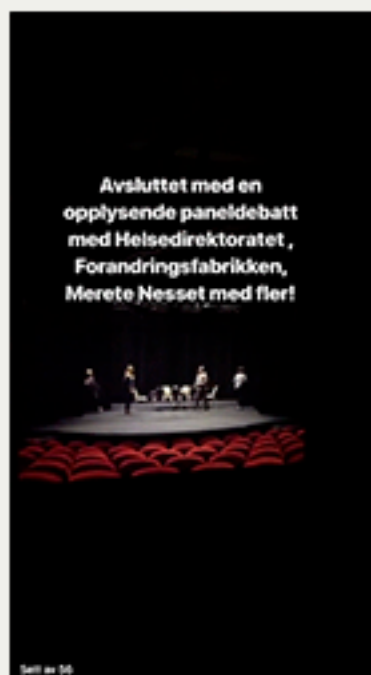 Avsluttet med en
opplysende paneldebatt
med Helsedirektoratet ,
Forandringsfabrikken,
Merete Nesset med fler!
Sett av 56